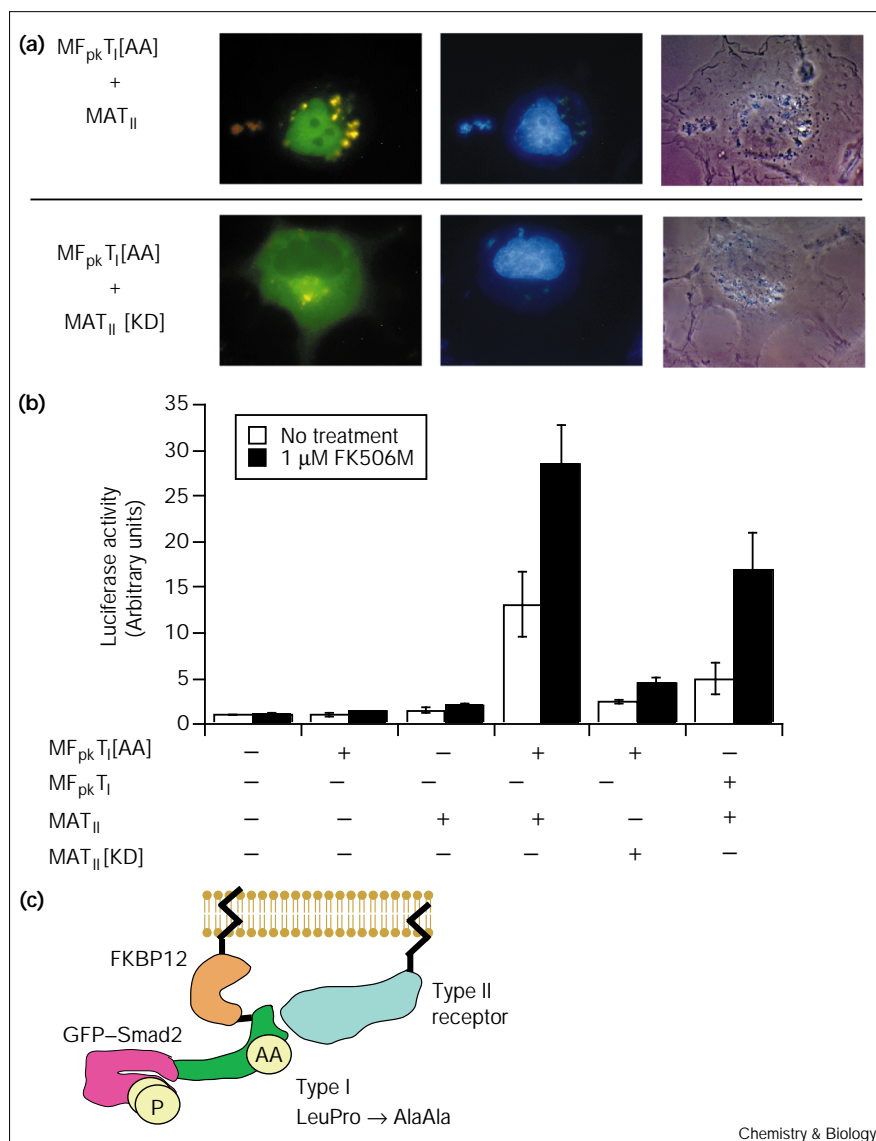 (a)
MFpkTI[AA]
+
MATII
MFpkTI[AA]
+
MATII [KD]
(b)
35
30
25
20
15
10
5
0
Luciferase activity
(Arbitrary units)
No treatment
1 μM FK506M
MFpkTI[AA] – + – + + –
MFpkTI – – – – – +
MATII – – + + – +
MATII[KD] – – – – + –
(c)
FKBP12
Type II
receptor
GFP–Smad2
AA
P
Type I
LeuPro → AlaAla
Chemistry & Biology